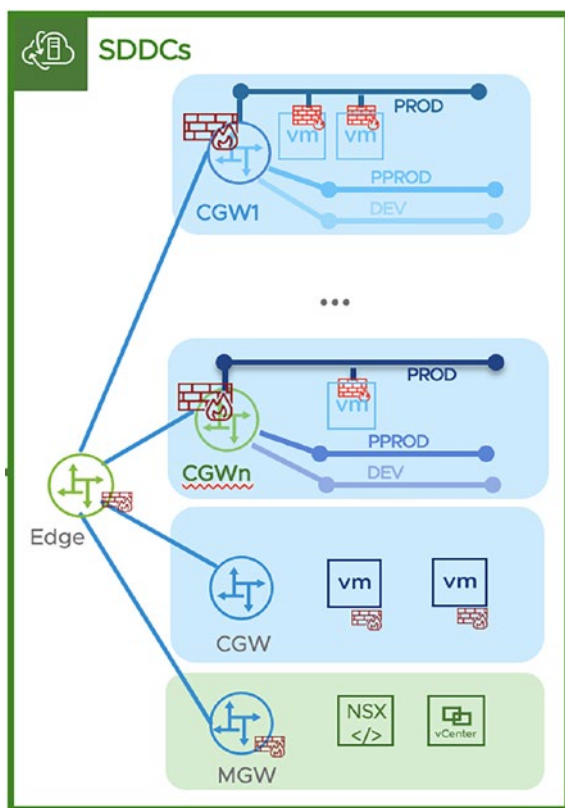 SDDCs
PROD
vm vm
PPROD
CGW1
DEV
...
PROD
vm
PPROD
CGWn
DEV
Edge
vm vm
CGW
NSX
</>
vCenter
MGW